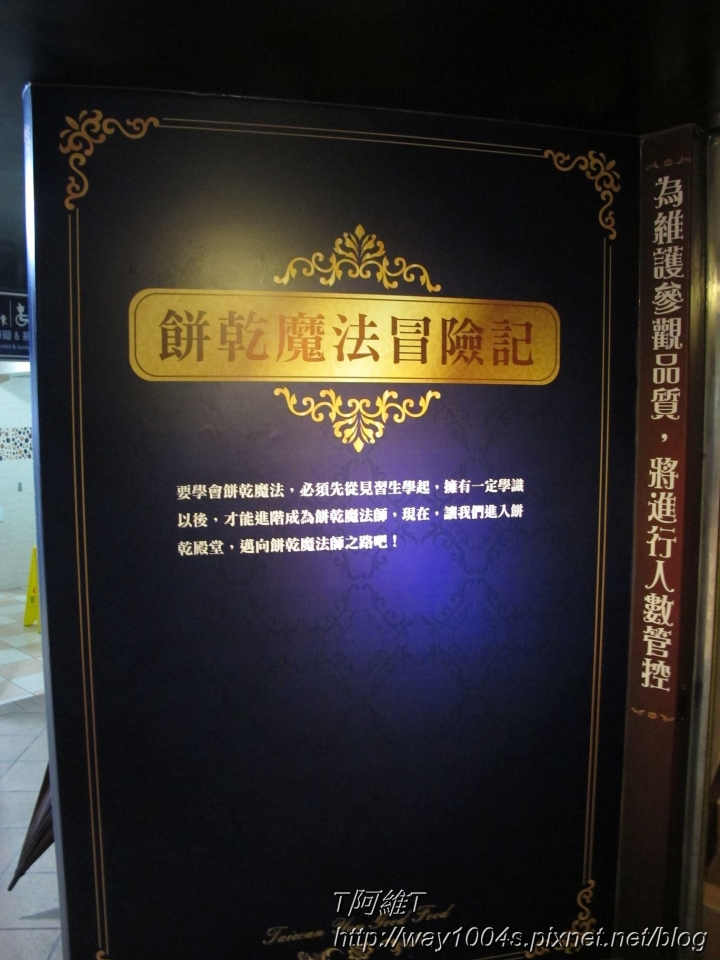 餅乾魔法冒險記
要學會餅乾魔法，必須先從見習生學起，擁有一定學識
以後，才能進階成為餅乾魔法師，現在，讓我們進入餅
乾殿堂，邁向餅乾魔法師之路吧！
為維護參觀品質，將進行人數管控
T阿維T
http://way1004s.pixnet.net/blog